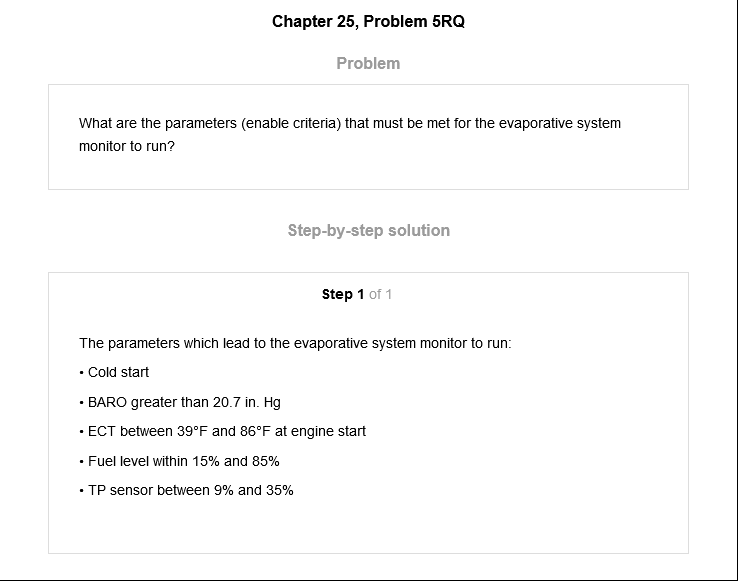 Chapter 25, Problem 5RQ
Problem
What are the parameters (enable criteria) that must be met for the evaporative system
monitor to run?
Step-by-step solution
Step 1 of 1
The parameters which lead to the evaporative system monitor to run:
• Cold start
• BARO greater than 20.7 in. Hg
• ECT between 39°F and 86°F at engine start
• Fuel level within 15% and 85%
• TP sensor between 9% and 35%